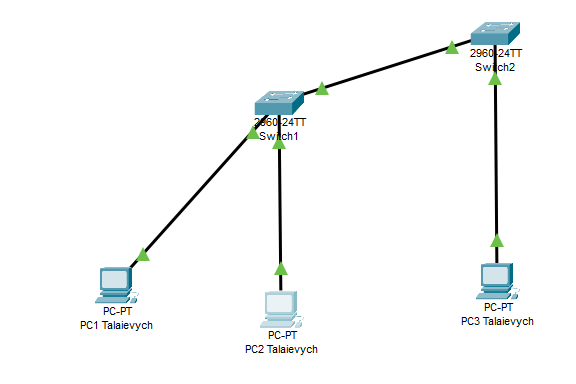 2960-24TT
Switch2
2960-24TT
Switch1
PC-PT
PC1 Talaievych
PC-PT
PC2 Talaievych
PC-PT
PC3 Talaievych